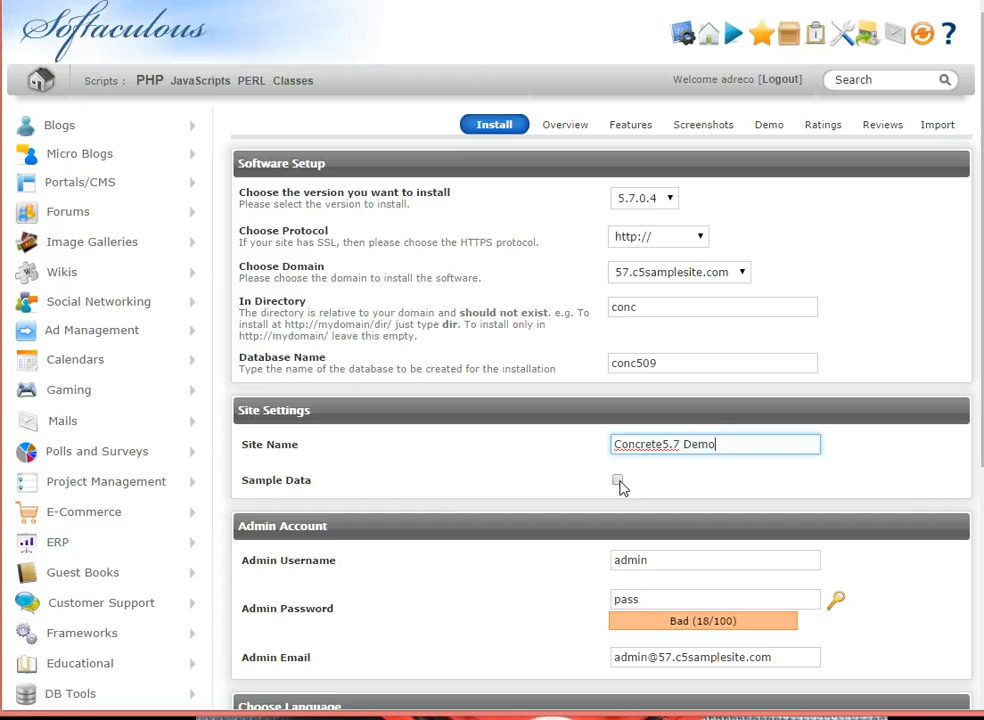 Softaculous
Scripts : PHP JavaScripts PERL Classes
Welcome adreco [Logout]
Search
Blogs
Micro Blogs
Portals/CMS
Forums
Image Galleries
Wikis
Social Networking
Ad Management
Calendars
Gaming
Mails
Polls and Surveys
Project Management
E-Commerce
ERP
Guest Books
Customer Support
Frameworks
Educational
DB Tools
Install Overview Features Screenshots Demo Ratings Reviews Import
Software Setup
Choose the version you want to install
Please select the version to install.
5.7.0.4
Choose Protocol
If your site has SSL, then please choose the HTTPS protocol.
http://
Choose Domain
Please choose the domain to install the software.
57.c5samplesite.com
In Directory
The directory is relative to your domain and should not exist. e.g. To
install at http://mydomain/dir/ just type dir. To install only in
http://mydomain/ leave this empty.
conc
Database Name
Type the name of the database to be created for the installation
conc509
Site Settings
Site Name
Concrete5.7 Demo
Sample Data
Admin Account
Admin Username
admin
Admin Password
pass
Bad (18/100)
Admin Email
admin@57.c5samplesite.com
Choose Language